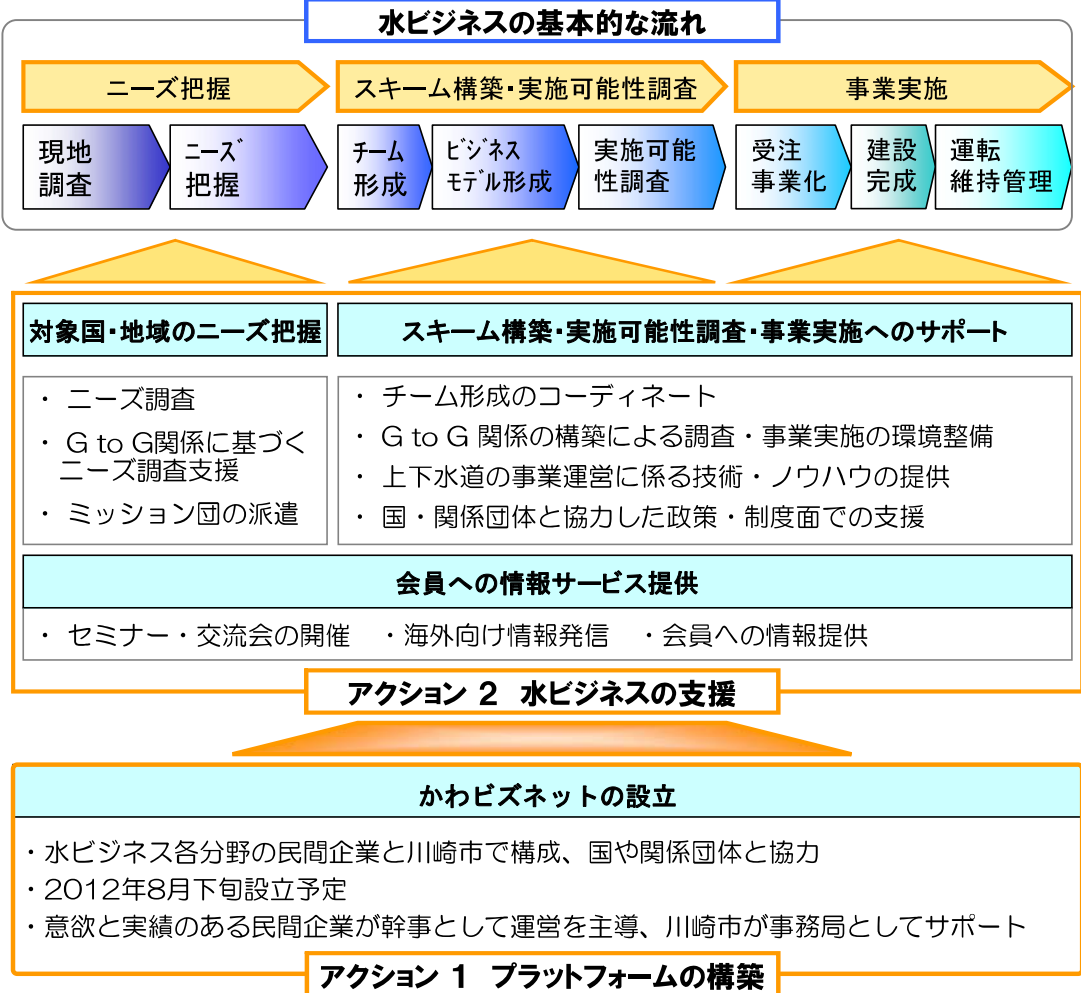 水ビジネスの基本的な流れ
ニーズ把握
スキーム構築・実施可能性調査
事業実施
現地
調査
ニーズ
把握
チーム
形成
ビジネス
モデル形成
実施可能
性調査
受注
事業化
建設
完成
運転
維持管理
対象国・地域のニーズ把握
・ ニーズ調査
・ G to G関係に基づく
ニーズ調査支援
・ ミッション団の派遣
スキーム構築・実施可能性調査・事業実施へのサポート
・ チーム形成のコーディネート
・ G to G 関係の構築による調査・事業実施の環境整備
・ 上下水道の事業運営に係る技術・ノウハウの提供
・ 国・関係団体と協力した政策・制度面での支援
会員への情報サービス提供
・ セミナー・交流会の開催 ・海外向け情報発信 ・会員への情報提供
アクション 2 水ビジネスの支援
かわビズネットの設立
・水ビジネス各分野の民間企業と川崎市で構成、国や関係団体と協力
・2012年8月下旬設立予定
・意欲と実績のある民間企業が幹事として運営を主導、川崎市が事務局としてサポート
アクション 1 プラットフォームの構築